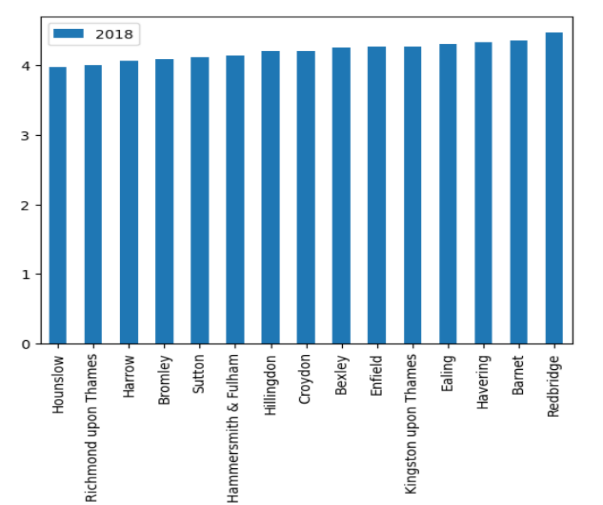 2018
4
3
2
1
0
Hounslow
Richmond upon Thames
Harrow
Bromley
Sutton
Hammersmith & Fulham
Hillingdon
Croydon
Bexley
Enfield
Kingston upon Thames
Ealing
Havering
Barnet
Redbridge